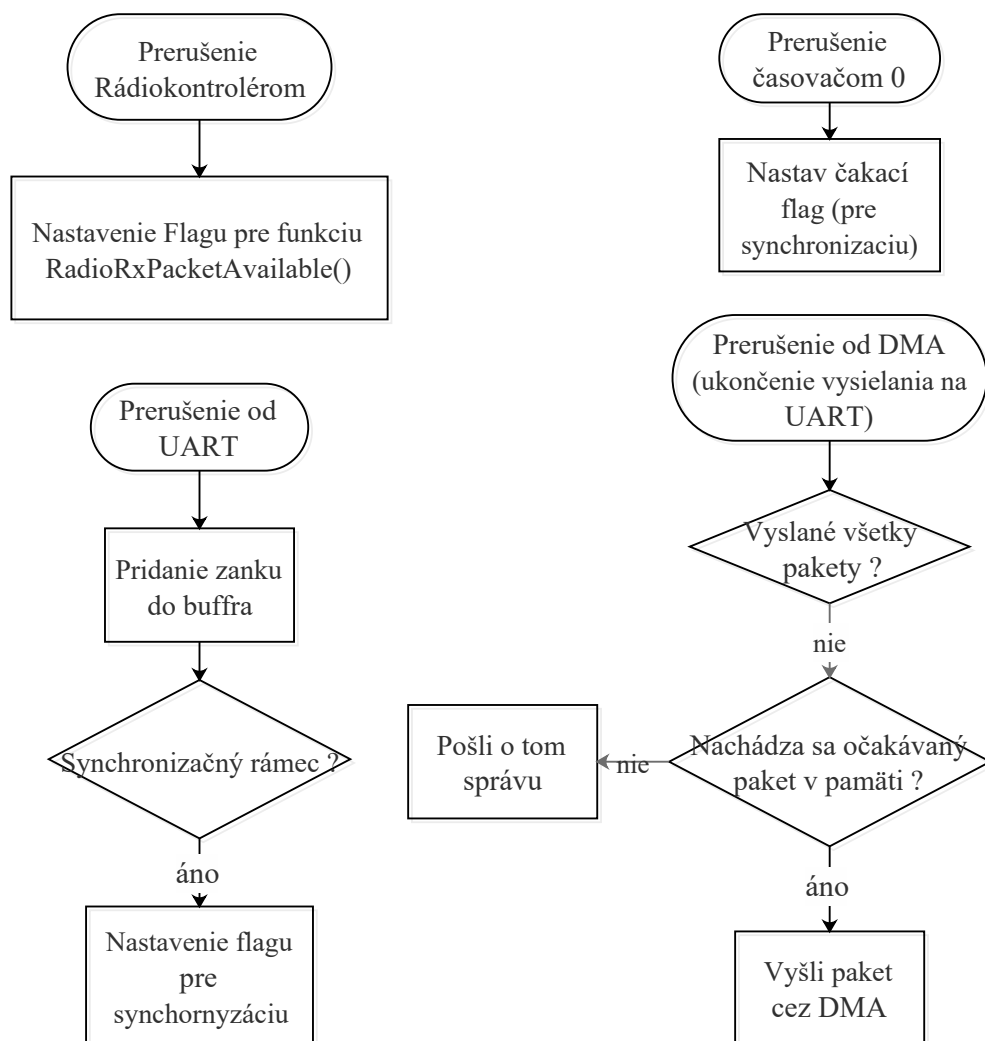 Prerušenie
Rádiokontrolérom
Nastavenie Flagu pre funkciu
RadioRxPacketAvailable()
Prerušenie
časovačom 0
Nastav čakací
flag (pre
synchronizaciu)
Prerušenie od
UART
Pridanie zanku
do buffra
Synchronizačný rámec ?
áno
Nastavenie flagu
pre
synchornyzáciu
Prerušenie od DMA
(ukončenie vysielania na
UART)
Vyslané všetky
pakety ?
nie
Nachádza sa očakávaný
paket v pamäti ?
nie
Pošli o tom
správu
áno
Vyšli paket
cez DMA